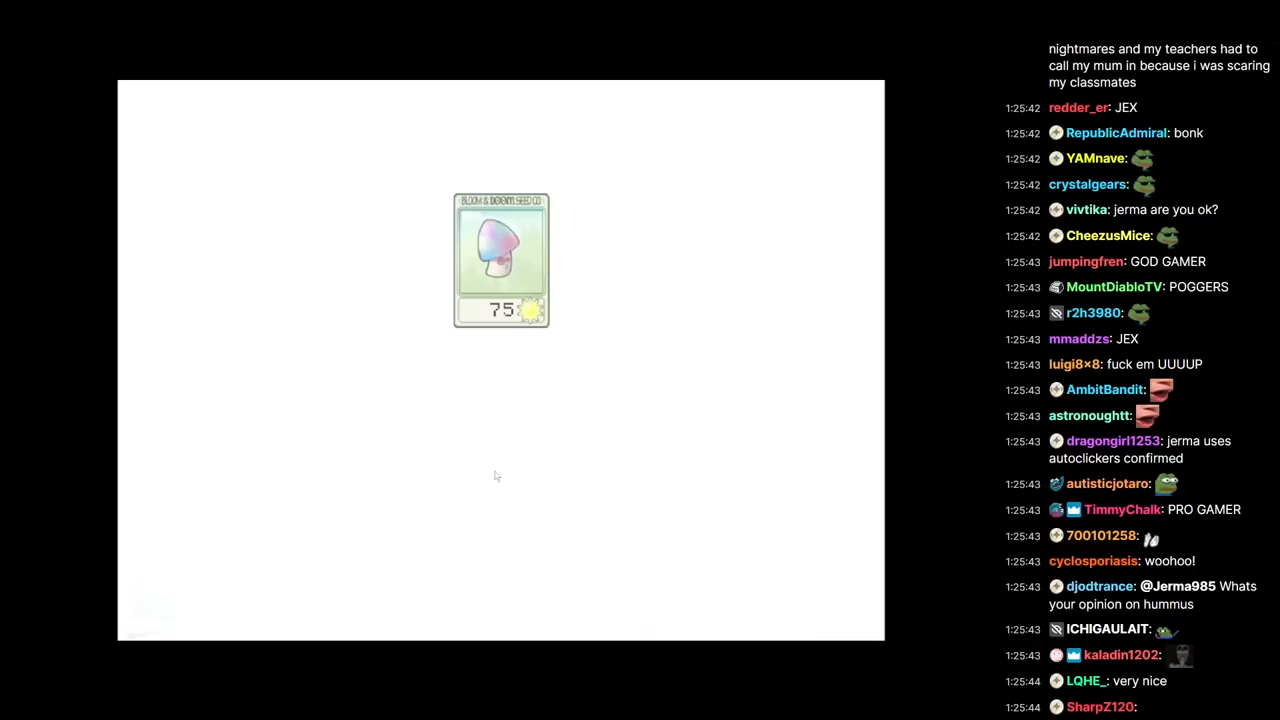 nightmares and my teachers had to
call my mum in because i was scaring
my classmates
1:25:42 redder_er: JEX
1:25:42 RepublicAdmiral: bonk
1:25:42 YAMnave:
1:25:42 crystalgears:
1:25:42 vivtika: jerma are you ok?
1:25:42 CheezusMice:
1:25:43 jumpingfren: GOD GAMER
1:25:43 MountDiabloTV: POGGERS
1:25:43 r2h3980:
1:25:43 mmaddzs: JEX
1:25:43 luigi8x8: fuck em UUUUP
1:25:43 AmbitBandit:
1:25:43 astronoughtt:
1:25:43 dragongirl1253: jerma uses
autoclickers confirmed
1:25:43 autisticjotaro:
1:25:43 TimmyChalk: PRO GAMER
1:25:43 700101258:
1:25:43 cyclosporiasis: woohoo!
1:25:43 djodtrance: @Jerma985 Whats
your opinion on hummus
1:25:43 ICHIGAULAIT:
1:25:43 kaladin1202:
1:25:44 LQHE_: very nice
1:25:44 SharpZ120:
BLOOM & DOOM SEED CO
75